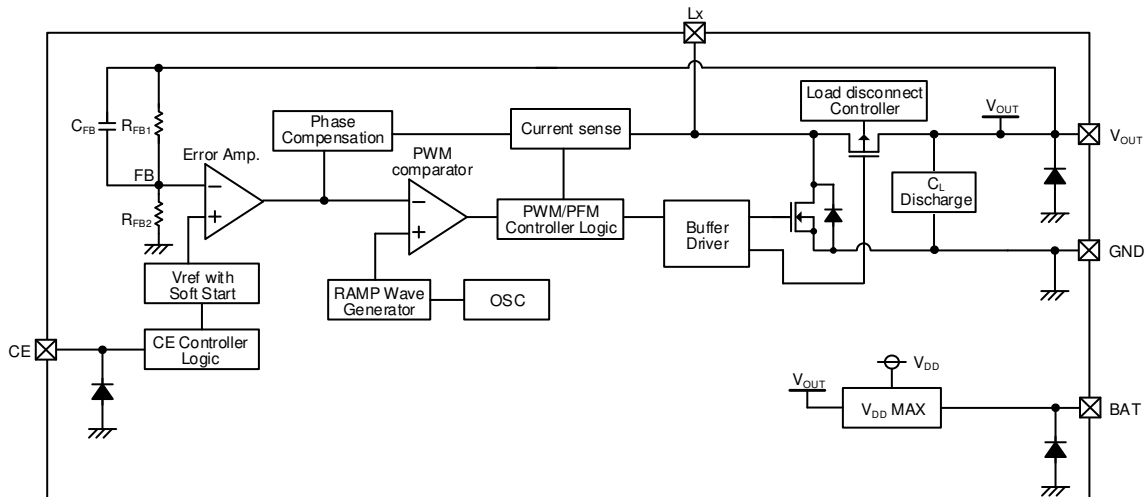 Lx
Load disconnect
Controller
VOUT
CFB
RFB1
Phase
Compensation
Current sense
VOUT
Error Amp.
PWM
comparator
FB
−
−
CL
Discharge
RFB2
+
+
PWM/PFM
Controller Logic
Buffer
Driver
GND
Vref with
Soft Start
RAMP Wave
Generator
OSC
CE
CE Controller
Logic
VDD
VOUT
VDD MAX
BAT